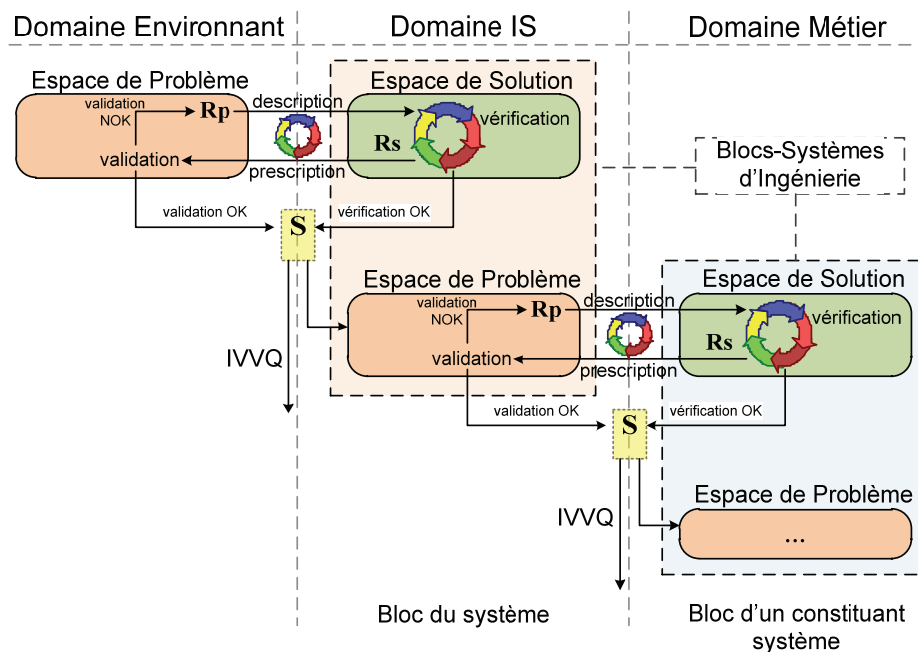 Domaine Environnant
Domaine IS
Domaine Métier
Espace de Problème
Espace de Solution
validation
NOK
Rp
description
vérification
Rs
validation
prescription
Blocs-Systèmes
d'Ingénierie
validation OK
S
vérification OK
Espace de Problème
Espace de Solution
validation
NOK
Rp
description
vérification
Rs
validation
prescription
IVVQ
validation OK
S
vérification OK
Espace de Problème
IVVQ
...
Bloc du système
Bloc d'un constituant
système